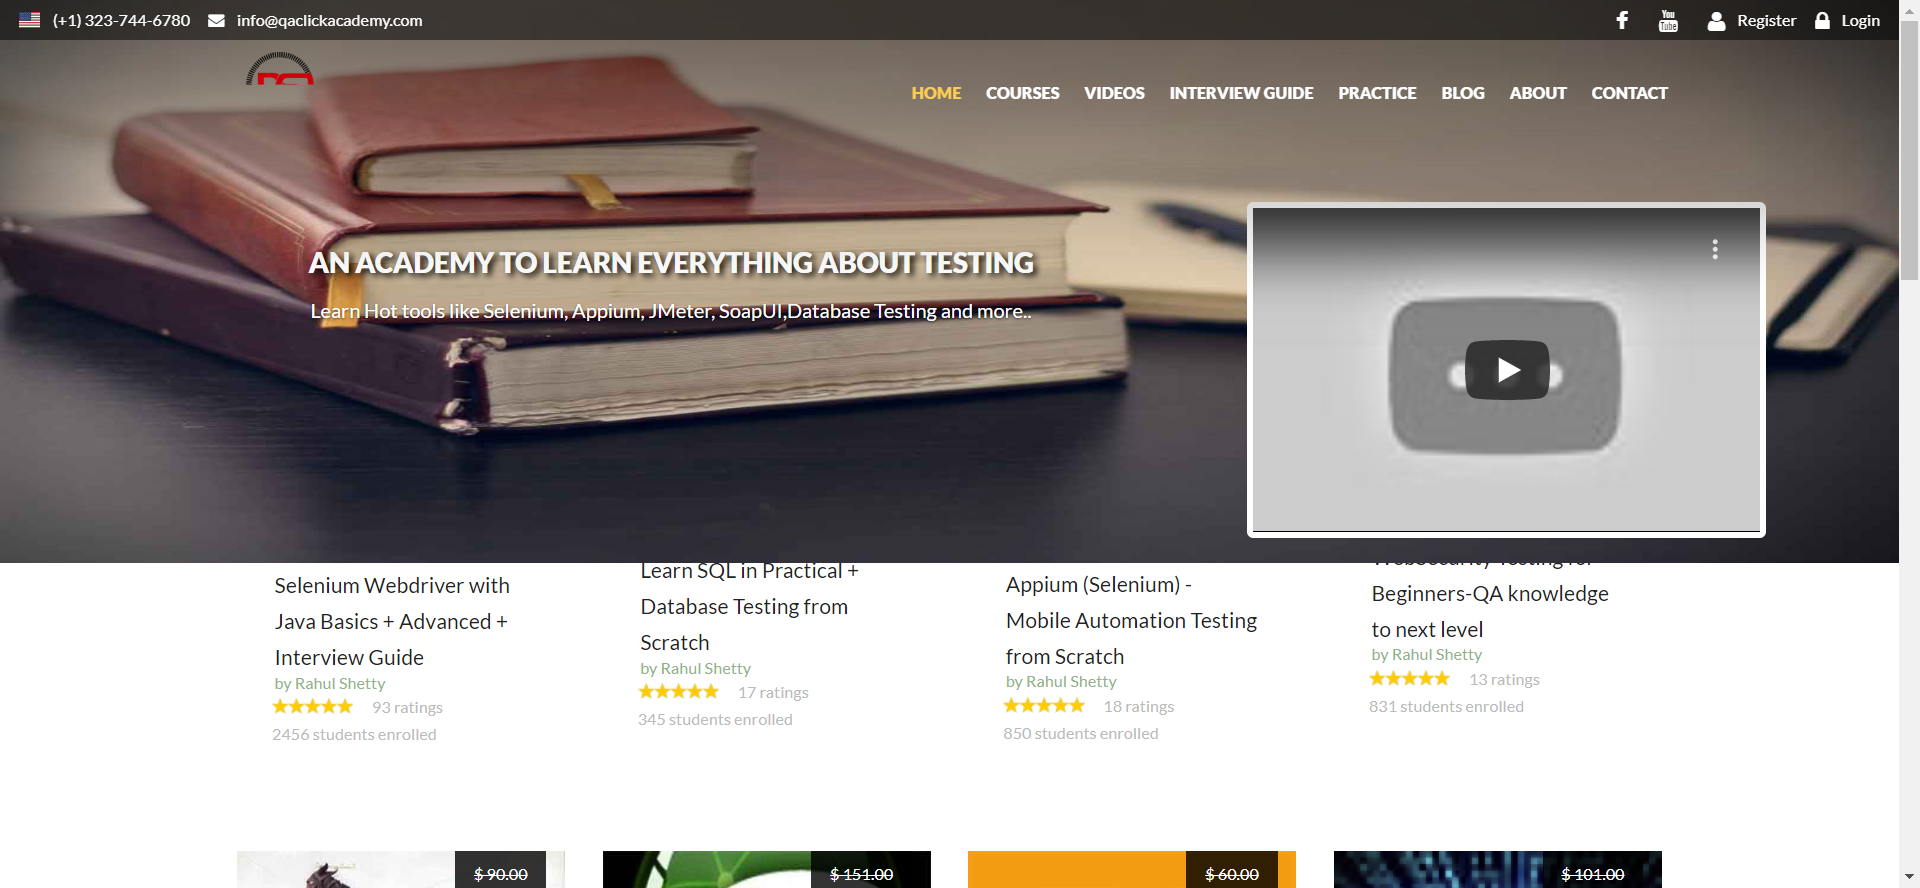 (+1) 323-744-6780 info@qaclickacademy.com
You
Tube
Register Login
HOME COURSES VIDEOS INTERVIEW GUIDE PRACTICE BLOG ABOUT CONTACT
AN ACADEMY TO LEARN EVERYTHING ABOUT TESTING
Learn Hot tools like Selenium, Appium, JMeter, SoapUI,Database Testing and more..
Selenium Webdriver with
Java Basics + Advanced +
Interview Guide
by Rahul Shetty
93 ratings
2456 students enrolled
Learn SQL in Practical +
Database Testing from
Scratch
by Rahul Shetty
17 ratings
345 students enrolled
Appium (Selenium) -
Mobile Automation Testing
from Scratch
by Rahul Shetty
18 ratings
850 students enrolled
WebSecurity Testing for
Beginners-QA knowledge
to next level
by Rahul Shetty
13 ratings
831 students enrolled
$ 90.00
$ 151.00
$ 60.00
$ 101.00